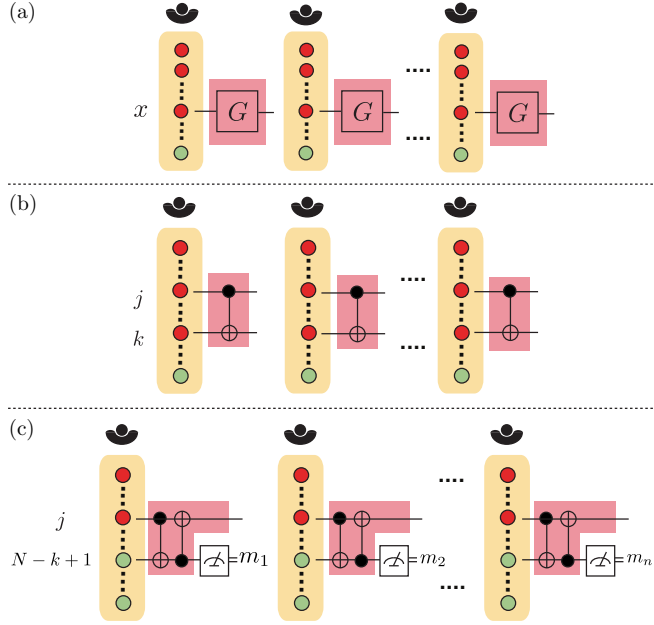 (a)
x G G .... G
....
(b)
....
j
k ....
(c)
....
j
N − k + 1 m₁ m₂ mₙ
....